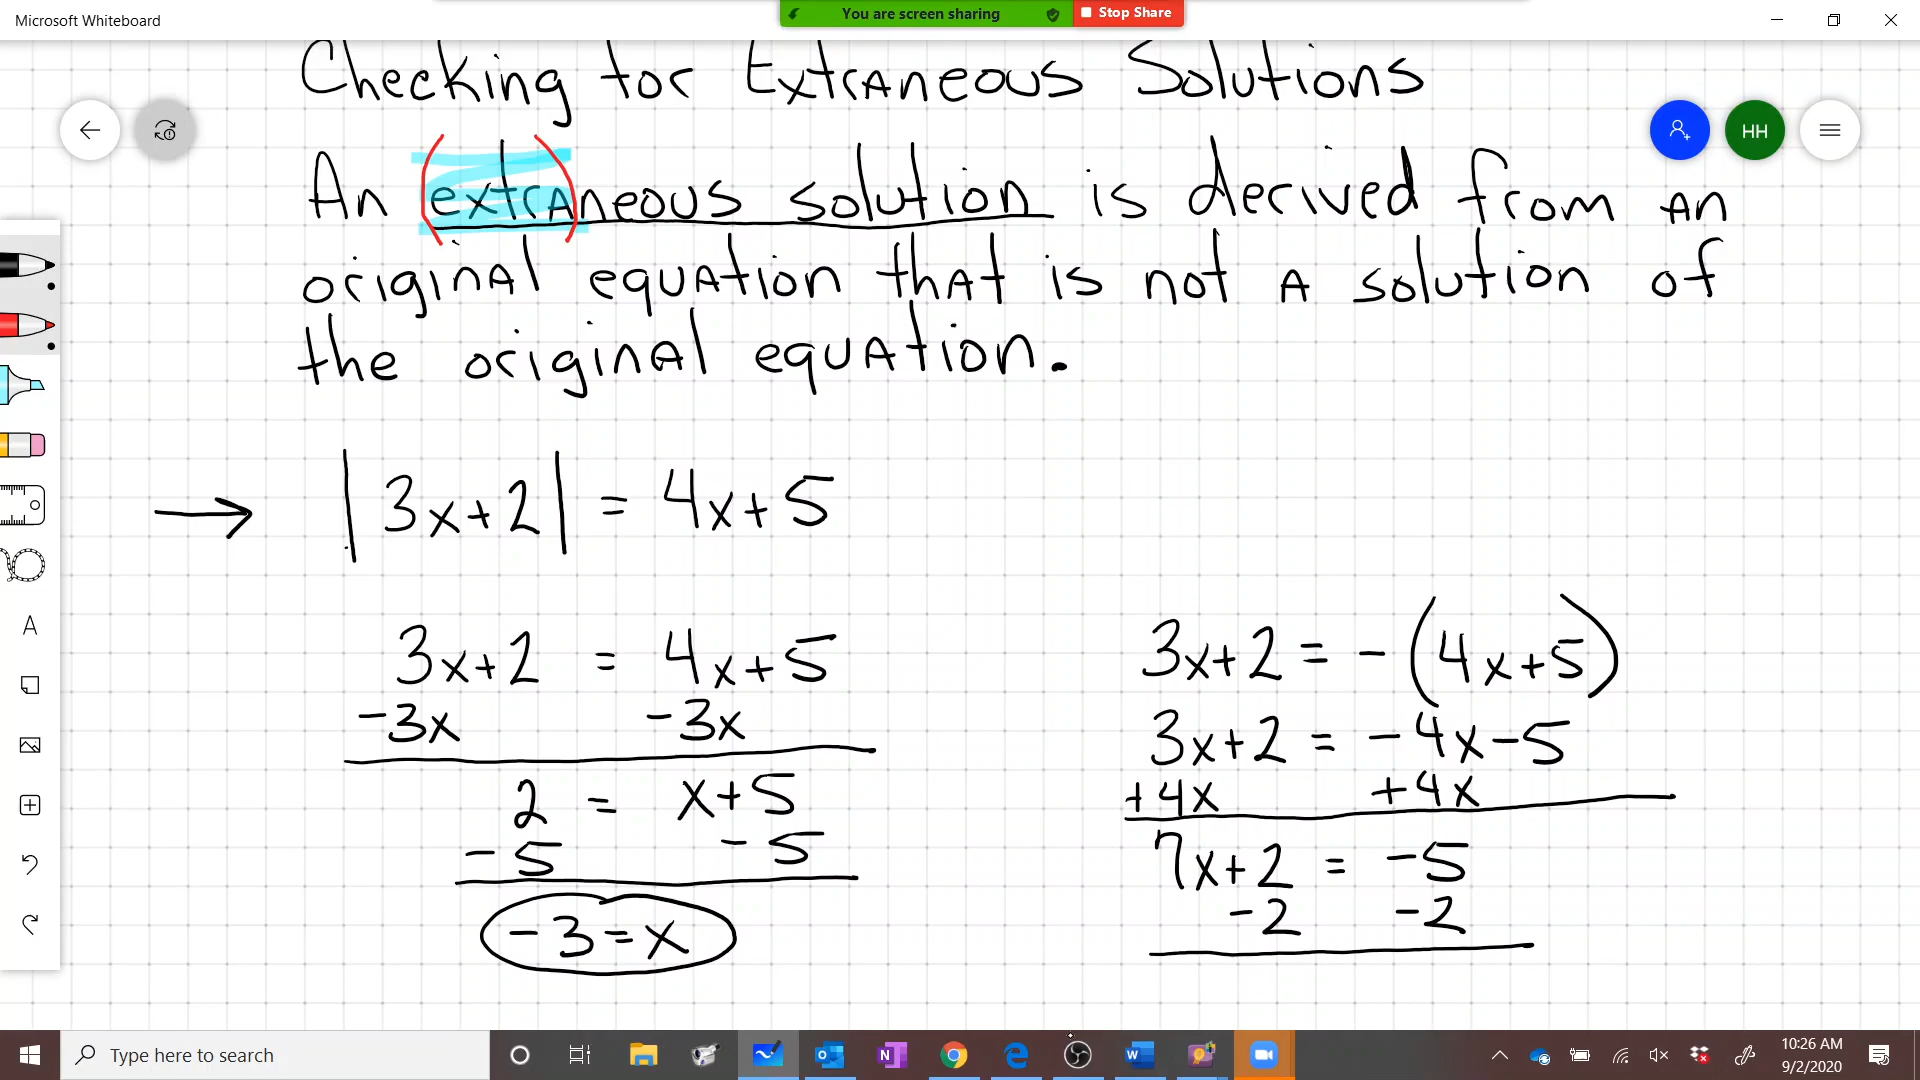 Microsoft Whiteboard
You are screen sharing
Stop Share
Checking for Extraneous Solutions
An (extra)neous solution is derived from an
original equation that is not a solution of
the original equation.
HH
→ |3x+2| = 4x+5
3x+2 = 4x+5
-3x -3x
2 = x+5
-5 -5
-3=x
3x+2 = -(4x+5)
3x+2 = -4x-5
+4x +4x
7x+2 = -5
-2 -2
A
Type here to search
10:26 AM
9/2/2020